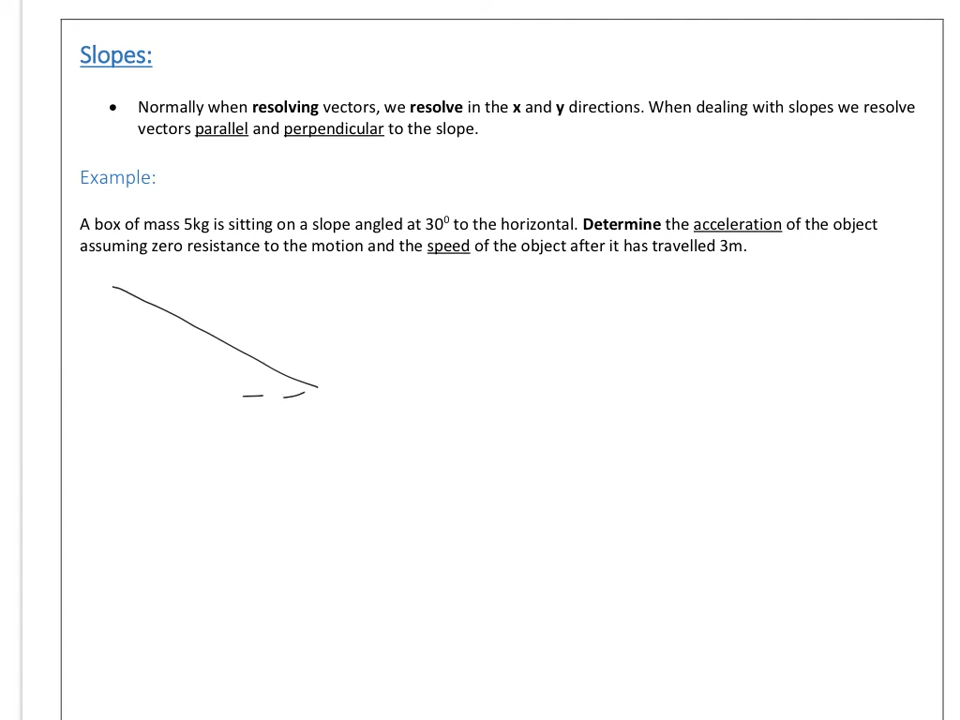 Slopes:
• Normally when resolving vectors, we resolve in the x and y directions. When dealing with slopes we resolve
vectors parallel and perpendicular to the slope.
Example:
A box of mass 5kg is sitting on a slope angled at 30⁰ to the horizontal. Determine the acceleration of the object
assuming zero resistance to the motion and the speed of the object after it has travelled 3m.